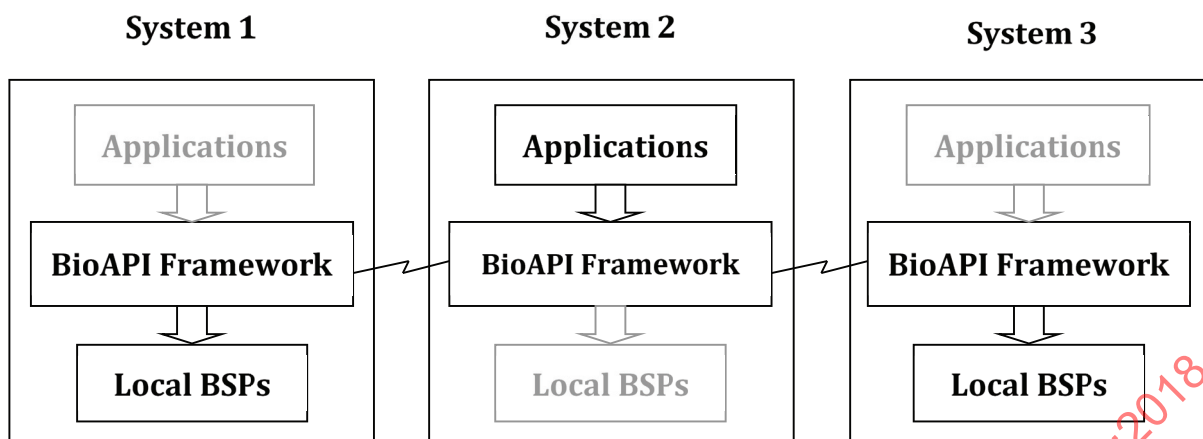 System 1
System 2
System 3
Applications
Applications
Applications
BioAPI Framework
BioAPI Framework
BioAPI Framework
Local BSPs
Local BSPs
Local BSPs
:2018